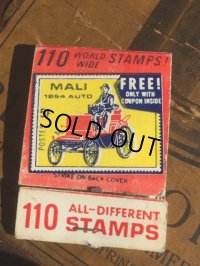 110 WORLD WIDE STAMPS!
MALI
1954 AUTO
FREE!
ONLY WITH
COUPON INSIDE
SOLD OUT
STRIKE ON BACK COVER
110 ALL-DIFFERENT
STAMPS